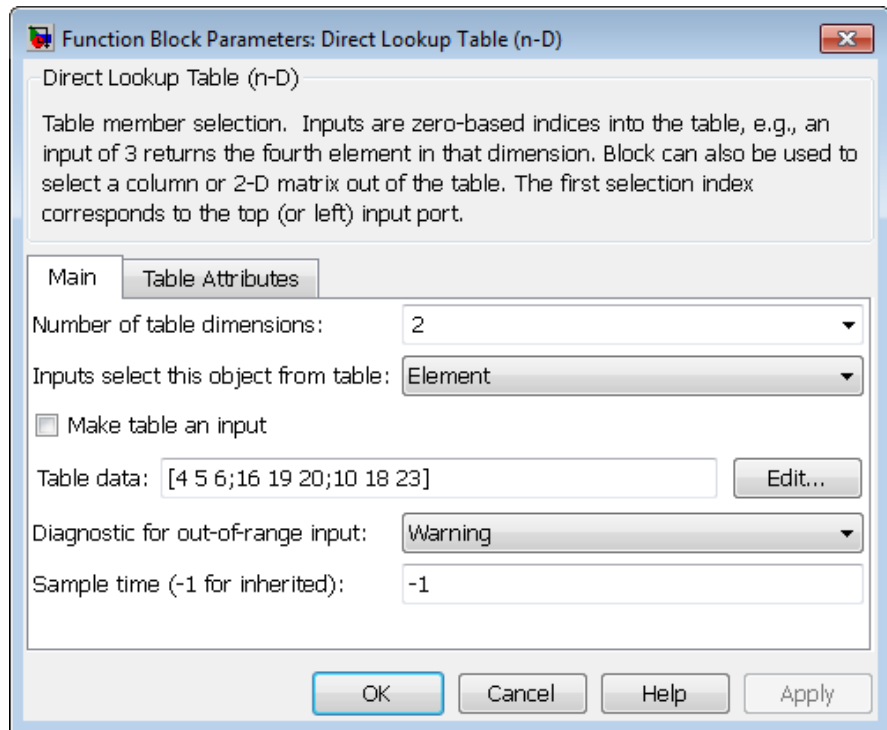 Function Block Parameters: Direct Lookup Table (n-D)
Direct Lookup Table (n-D)
Table member selection.  Inputs are zero-based indices into the table, e.g., an
input of 3 returns the fourth element in that dimension. Block can also be used to
select a column or 2-D matrix out of the table. The first selection index
corresponds to the top (or left) input port.
Main Table Attributes
Number of table dimensions: 2
Inputs select this object from table: Element
Make table an input
Table data: [4 5 6;16 19 20;10 18 23] Edit...
Diagnostic for out-of-range input: Warning
Sample time (-1 for inherited): -1
OK Cancel Help Apply